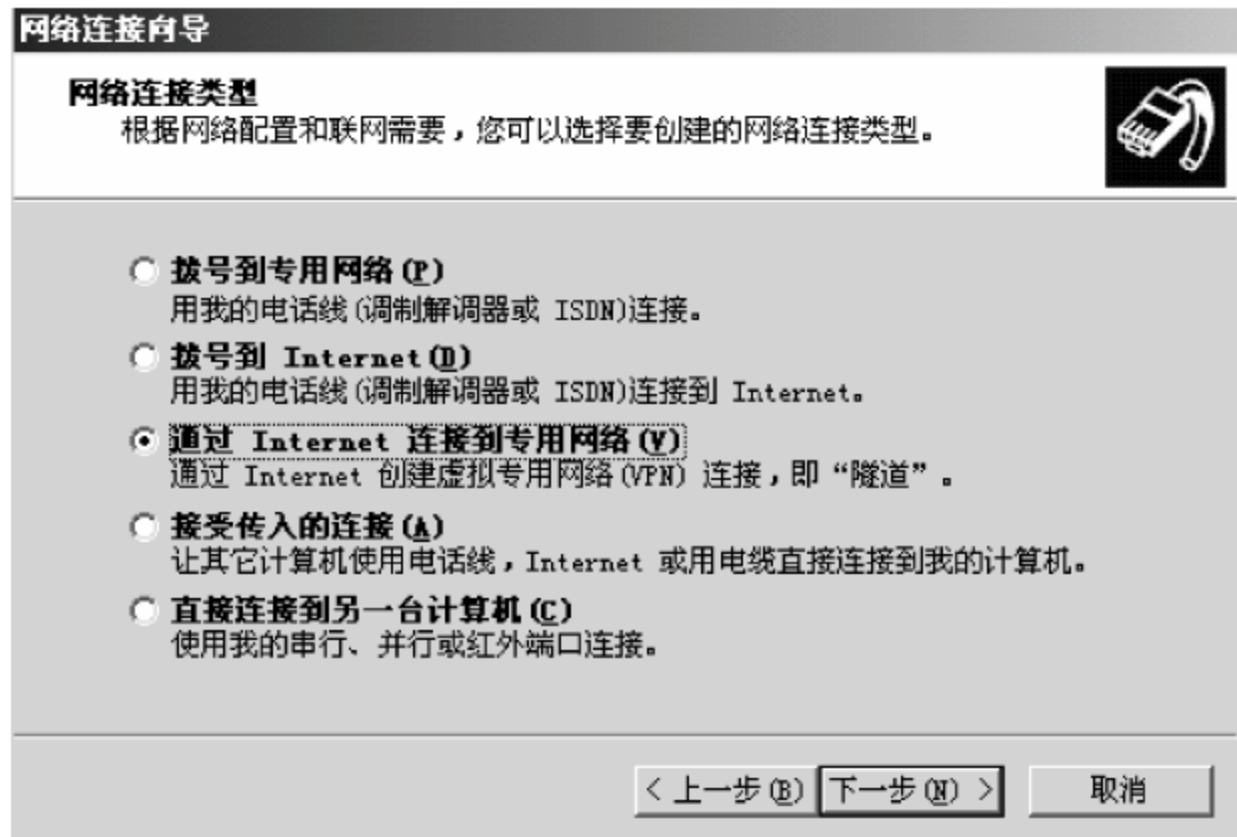 网络连接向导
网络连接类型
根据网络配置和联网需要，您可以选择要创建的网络连接类型。
拨号到专用网络(P)
用我的电话线(调制解调器或 ISDN)连接。
拨号到 Internet(D)
用我的电话线(调制解调器或 ISDN)连接到 Internet。
通过 Internet 连接到专用网络(V)
通过 Internet 创建虚拟专用网络(VPN) 连接，即“隧道”。
接受传入的连接(A)
让其它计算机使用电话线，Internet 或用电缆直接连接到我的计算机。
直接连接到另一台计算机(C)
使用我的串行、并行或红外端口连接。
< 上一步(B) 下一步(N) > 取消